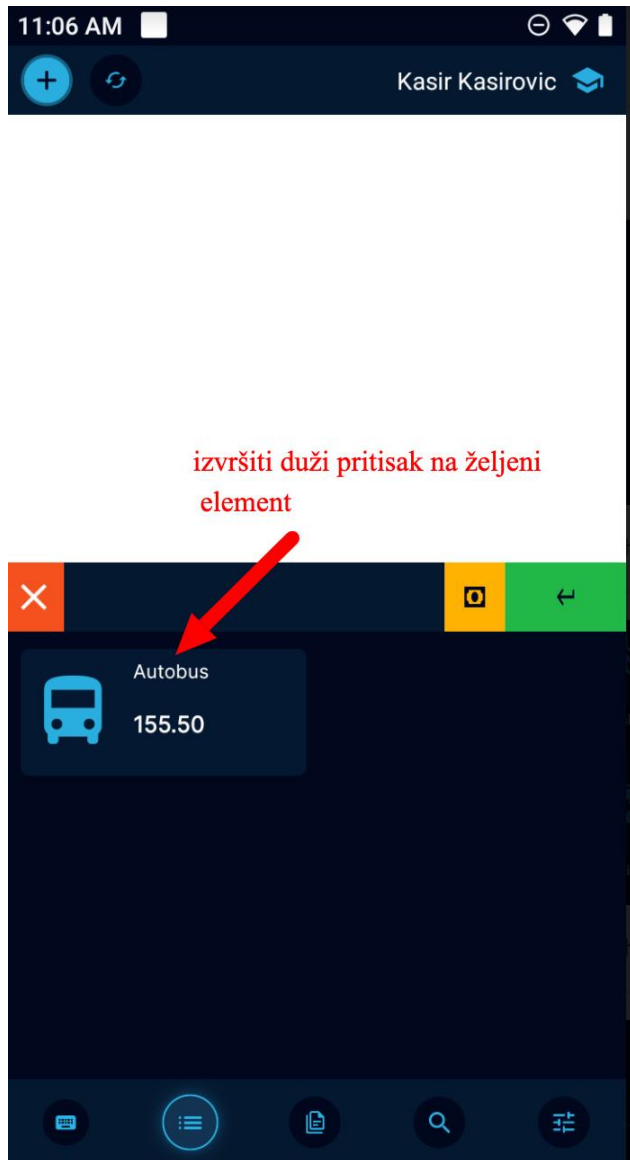 11:06 AM
Kasir Kasirovic
izvršiti duži pritisak na željeni
element
Autobus
155.50